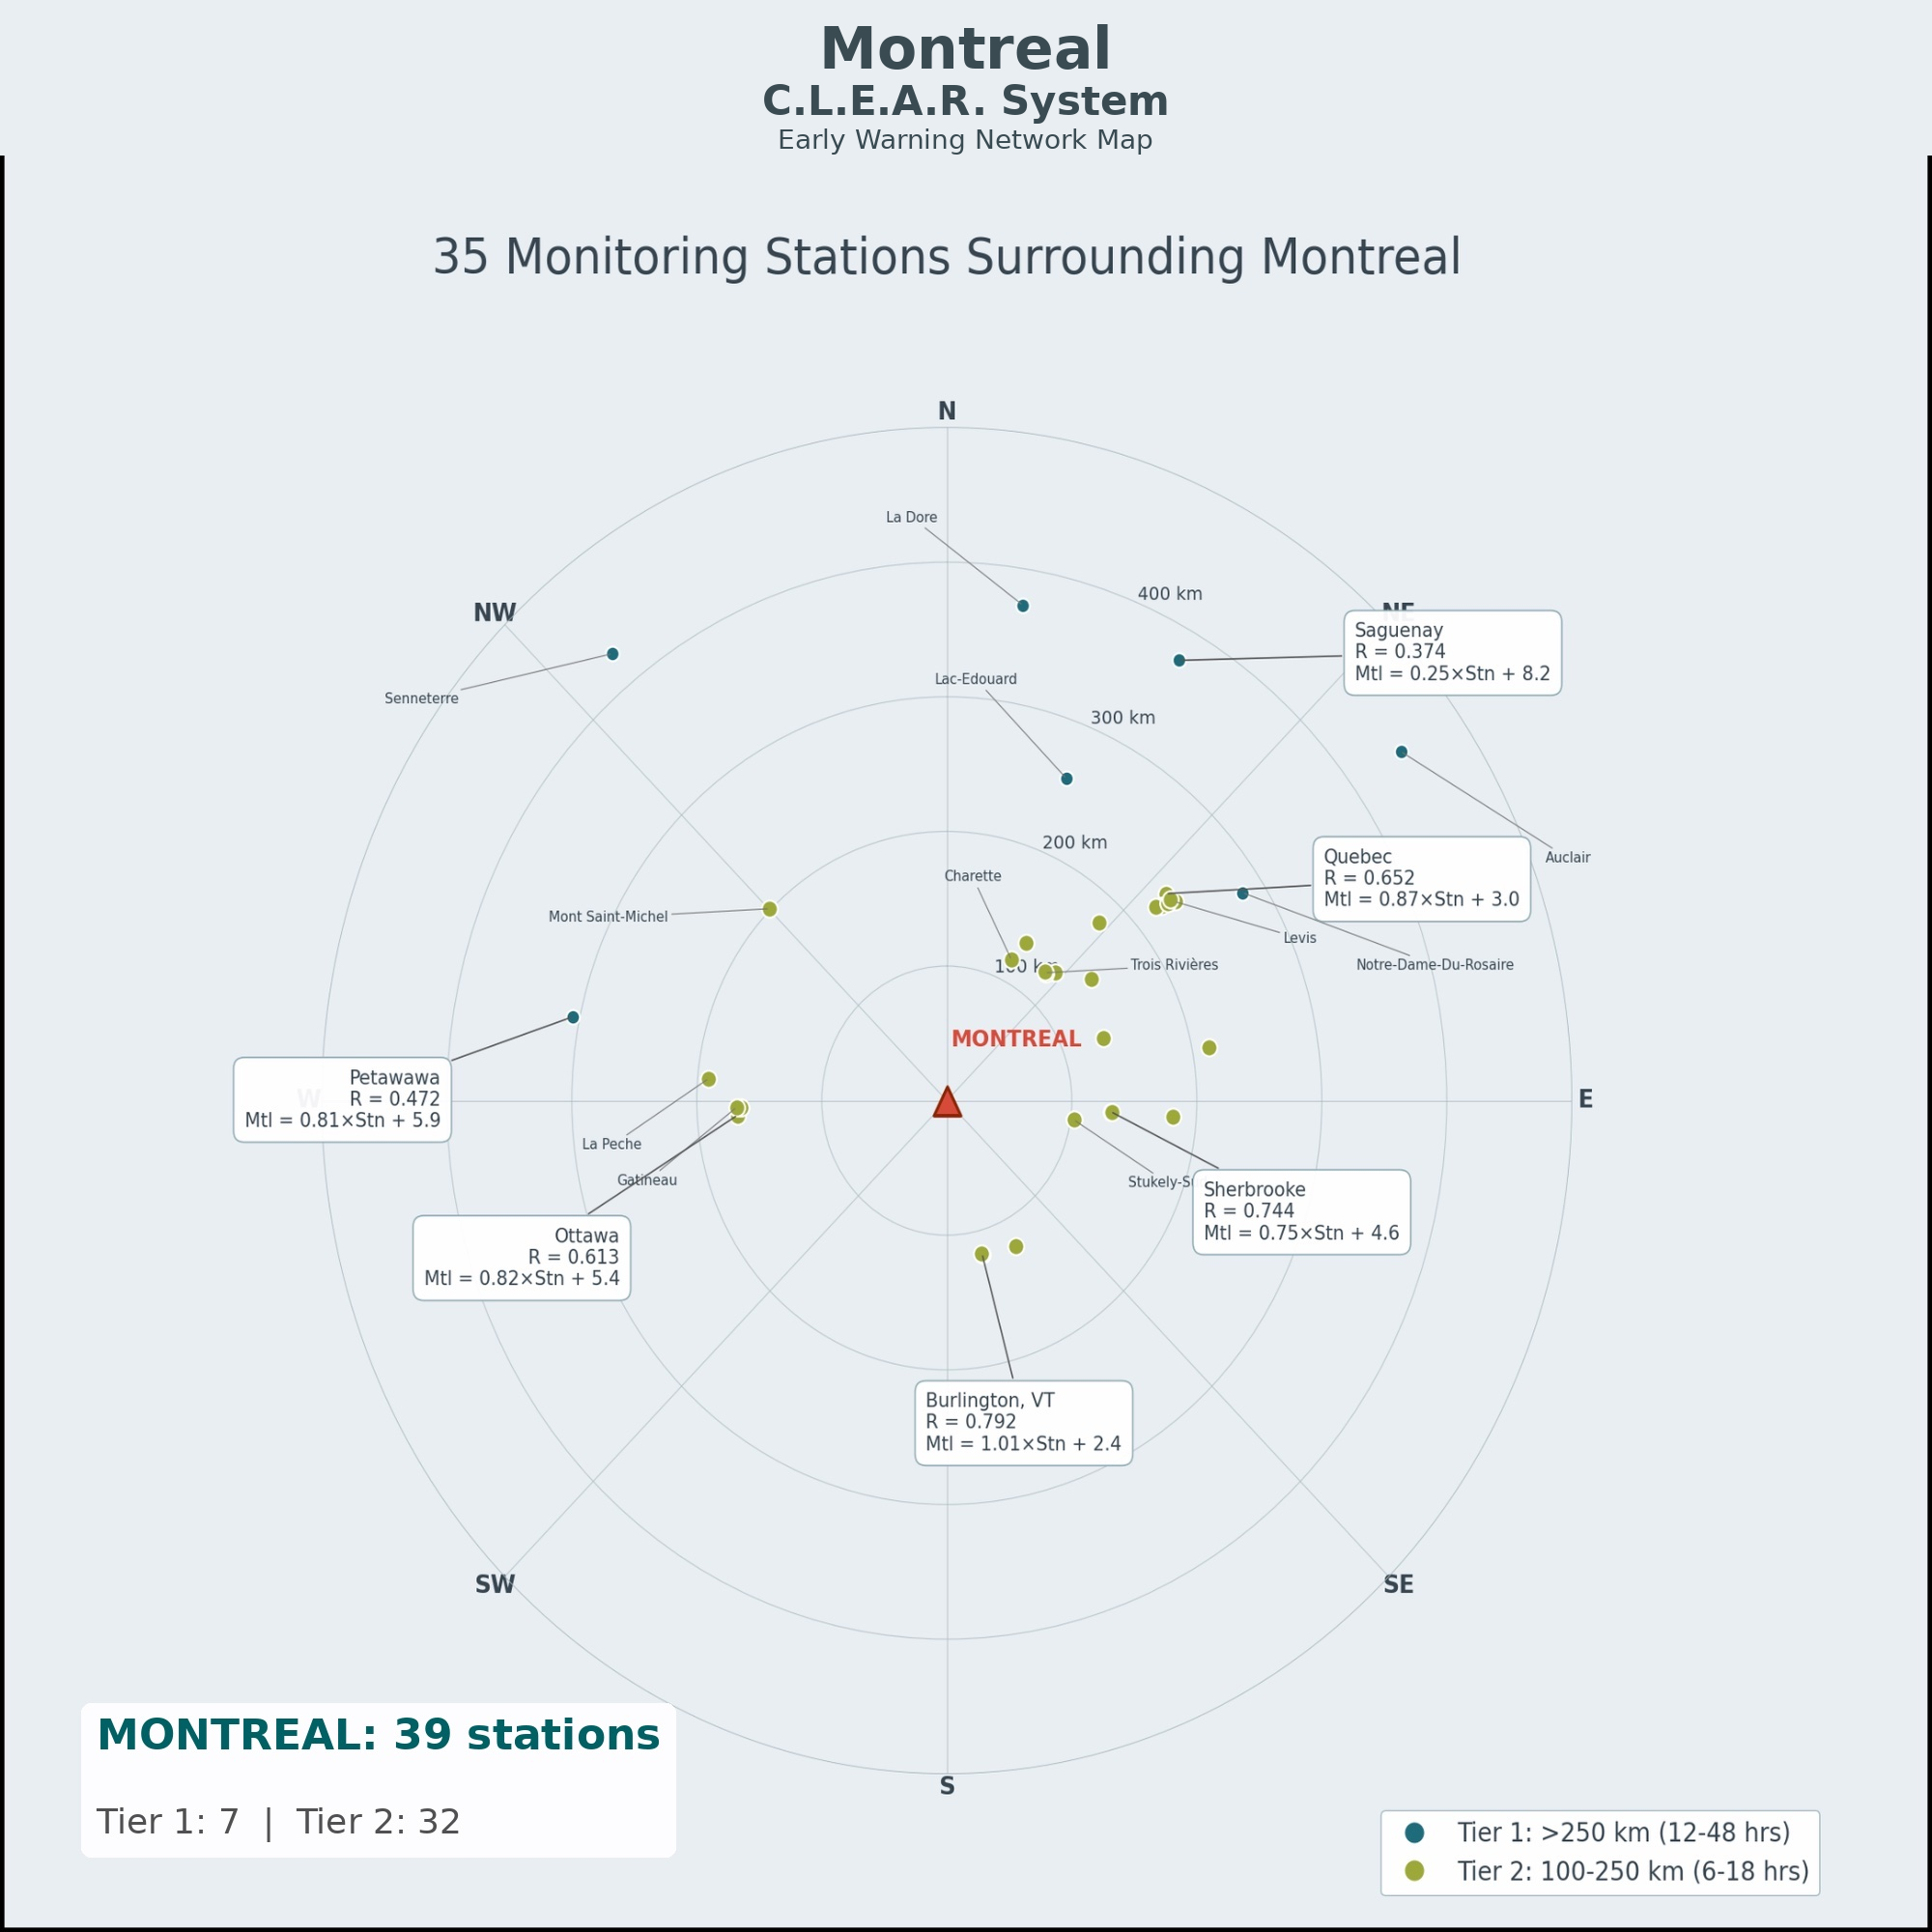 Montreal
C.L.E.A.R. System
Early Warning Network Map
35 Monitoring Stations Surrounding Montreal
N
La Dore
400 km
NW
NE
Saguenay
R = 0.374
Mtl = 0.25×Stn + 8.2
Senneterre
Lac-Edouard
300 km
200 km
Auclair
Quebec
R = 0.652
Mtl = 0.87×Stn + 3.0
Charette
Mont Saint-Michel
Levis
Notre-Dame-Du-Rosaire
100 km
Trois Rivières
MONTREAL
W
E
Petawawa
R = 0.472
Mtl = 0.81×Stn + 5.9
La Peche
Gatineau
Stukely-S
Sherbrooke
R = 0.744
Mtl = 0.75×Stn + 4.6
Ottawa
R = 0.613
Mtl = 0.82×Stn + 5.4
Burlington, VT
R = 0.792
Mtl = 1.01×Stn + 2.4
SW
SE
S
MONTREAL: 39 stations
Tier 1: 7 | Tier 2: 32
Tier 1: >250 km (12-48 hrs)
Tier 2: 100-250 km (6-18 hrs)